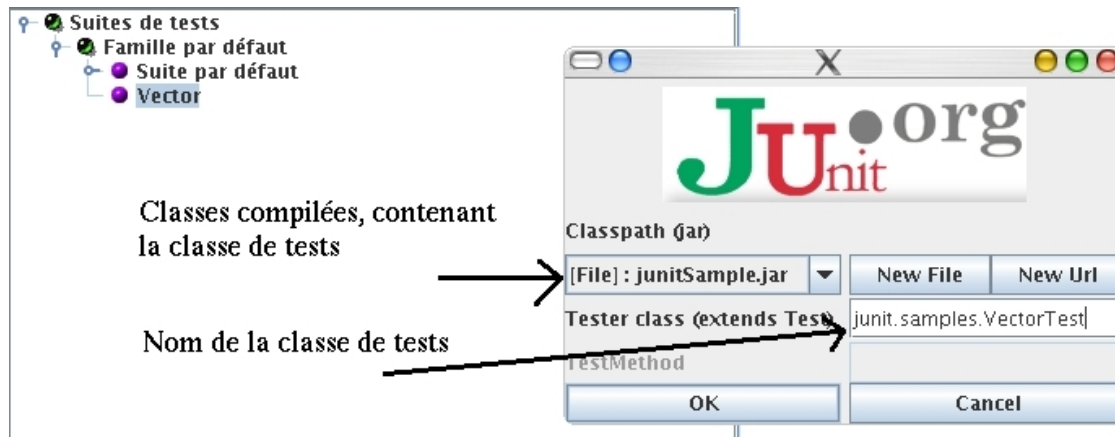 Suites de tests
Famille par défaut
Suite par défaut
Vector
Classes compilées, contenant
la classe de tests
Nom de la classe de tests
X
JUnit.org
Classpath (jar)
[File] : junitSample.jar
New File
New Url
Tester class (extends Test)
junit.samples.VectorTest
TestMethod
OK
Cancel